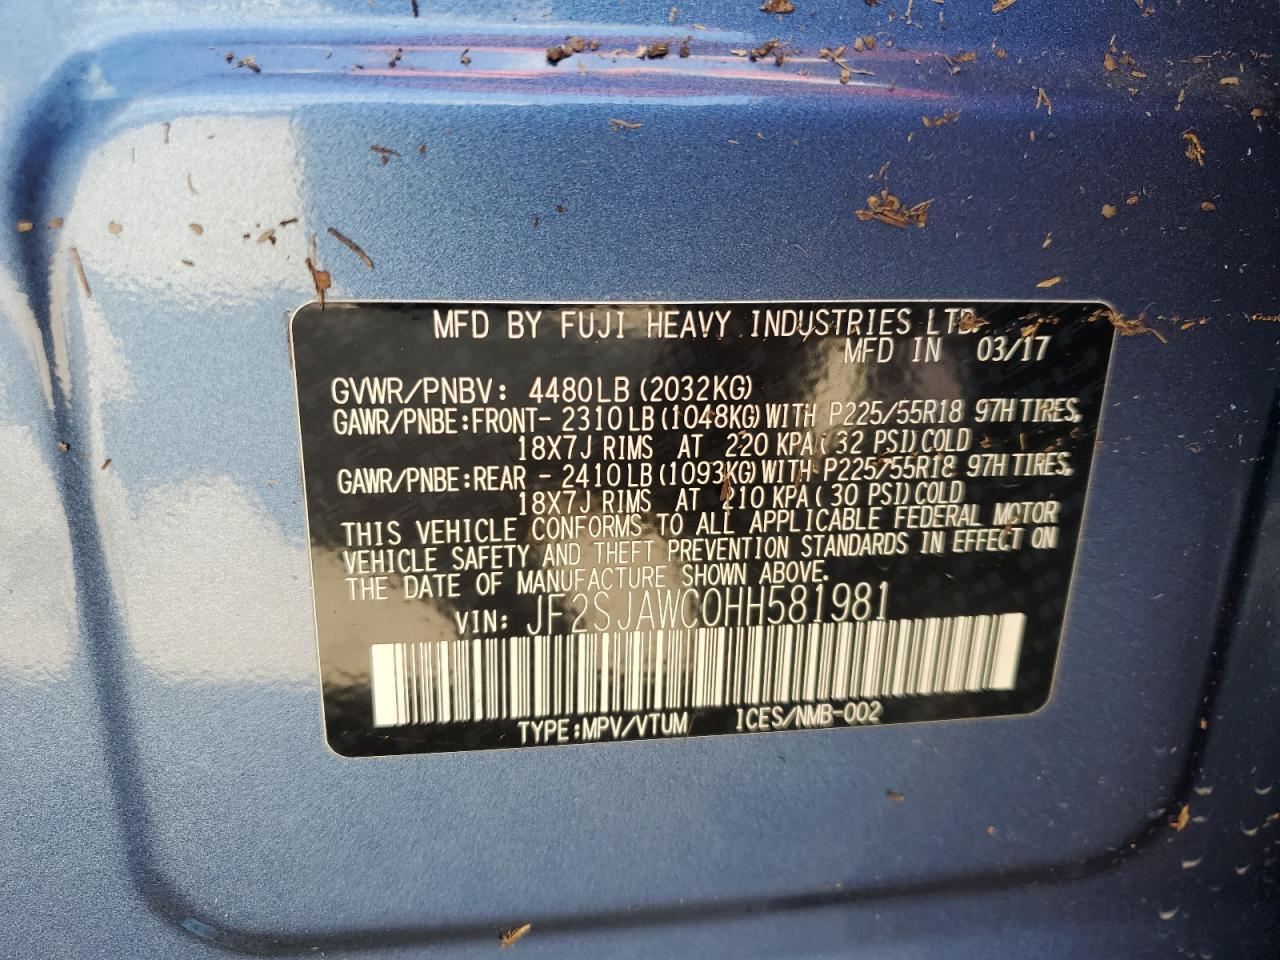 MFD BY FUJI HEAVY INDUSTRIES LTD.
MFD IN 03/17
GVWR/PNBV: 4480LB (2032KG)
GAWR/PNBE:FRONT- 2310LB (1048KG) WITH P225/55R18 97H TIRES,
18X7J RIMS AT 220 KPA ( 32 PSI) COLD
GAWR/PNBE:REAR - 2410LB (1093KG) WITH P225/55R18 97H TIRES,
18X7J RIMS AT 210 KPA ( 30 PSI) COLD
THIS VEHICLE CONFORMS TO ALL APPLICABLE FEDERAL MOTOR
VEHICLE SAFETY AND THEFT PREVENTION STANDARDS IN EFFECT ON
THE DATE OF MANUFACTURE SHOWN ABOVE.
VIN: JF2SJAWC0HH581981
TYPE:MPV/VTUM ICES/NMB-002